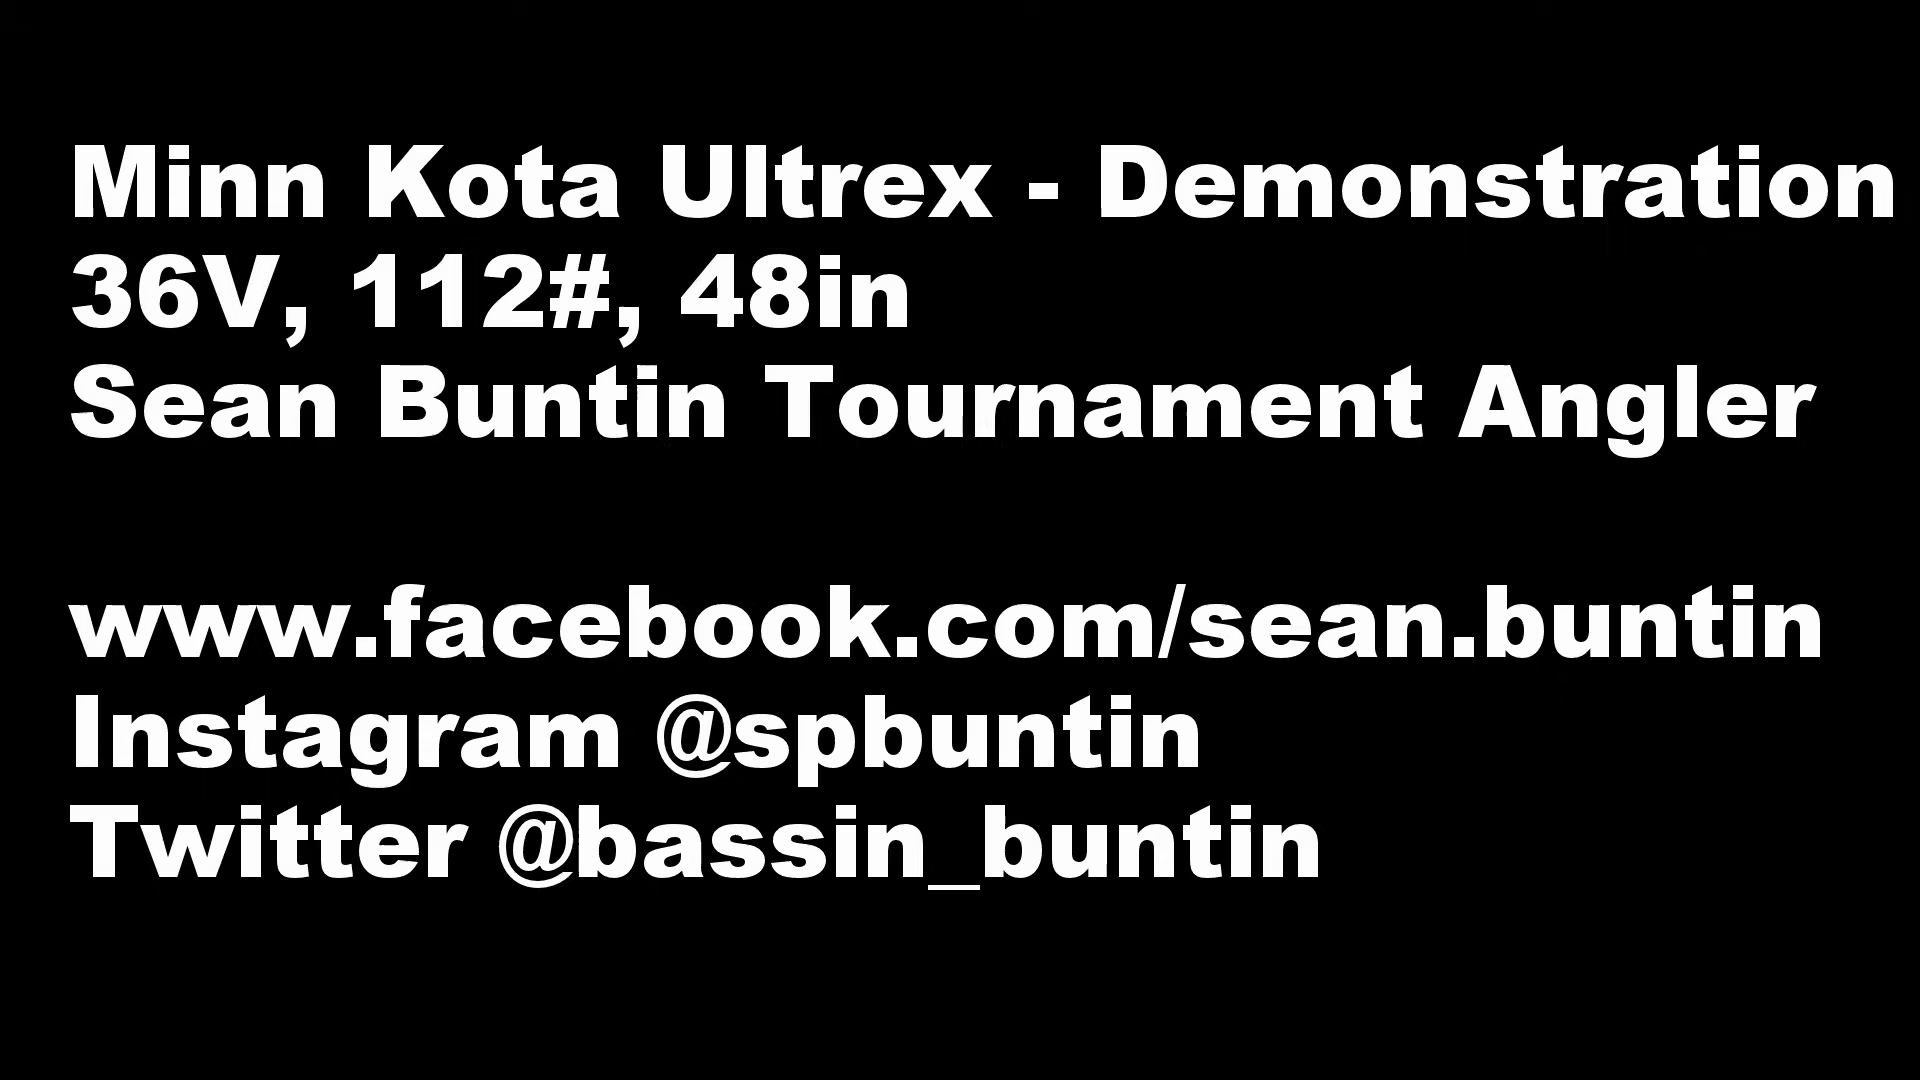 Minn Kota Ultrex - Demonstration
36V, 112#, 48in
Sean Buntin Tournament Angler
www.facebook.com/sean.buntin
Instagram @spbuntin
Twitter @bassin_buntin